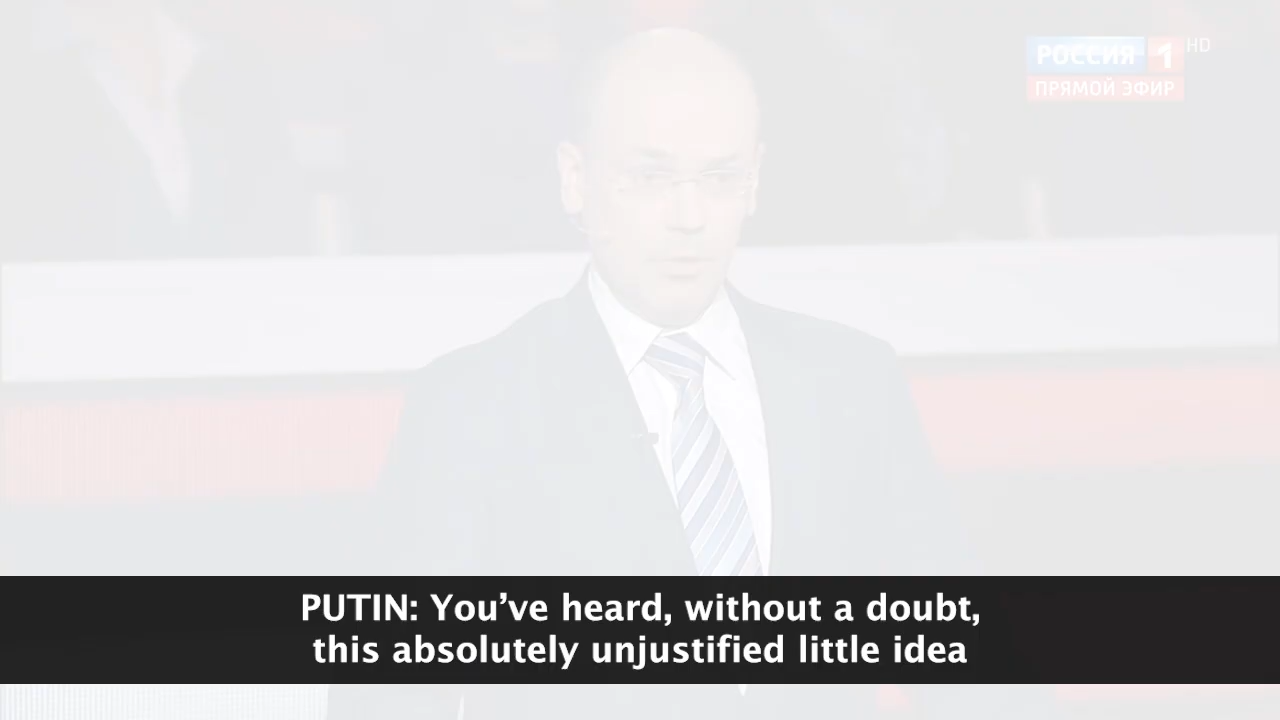 РОССИЯ 1 HD
ПРЯМОЙ ЭФИР
PUTIN: You’ve heard, without a doubt,
this absolutely unjustified little idea